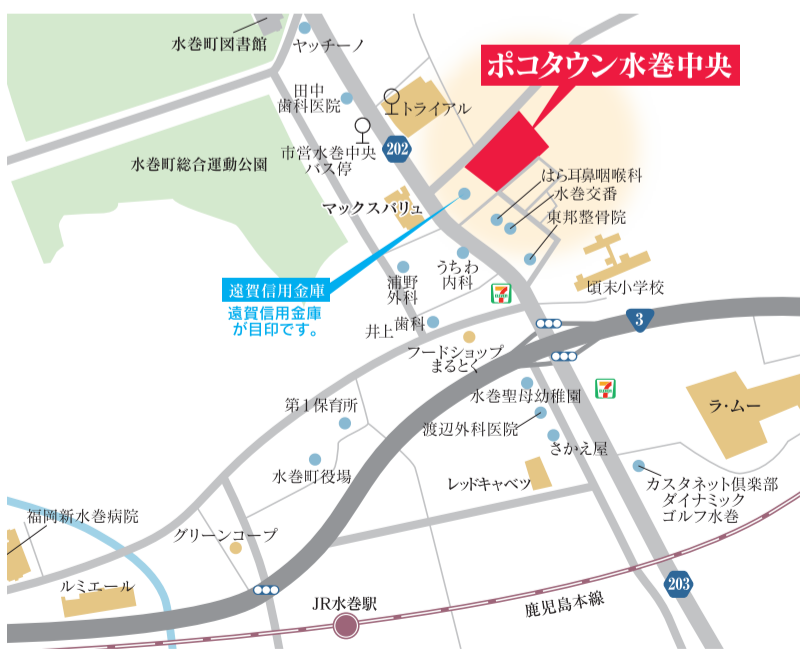 水巻町図書館
ヤッチーノ
ポコタウン水巻中央
田中
歯科医院
トライアル
202
市営水巻中央
バス停
水巻町総合運動公園
はら耳鼻咽喉科
水巻交番
マックスバリュ
東邦整骨院
うちわ
内科
浦野
外科
遠賀信用金庫
遠賀信用金庫
が目印です。
頃末小学校
7
3
井上歯科
フードショップ
まるとく
水巻聖母幼稚園
7
ラ・ムー
第1保育所
渡辺外科医院
さかえ屋
水巻町役場
レッドキャベツ
カスタネット倶楽部
ダイナミック
ゴルフ水巻
福岡新水巻病院
グリーンコープ
ルミエール
203
JR水巻駅
鹿児島本線